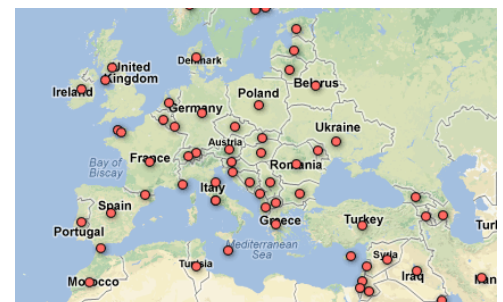 Denmark
United
Kingdom
Ireland
Belarus
Poland
Germany
Ukraine
Austria
France
Bay of
Biscay
Romania
Italy
Spain
Portugal
Greece
Turkey
Mediterranean
Sea
Syria
Tunisia
Iraq
Morocco